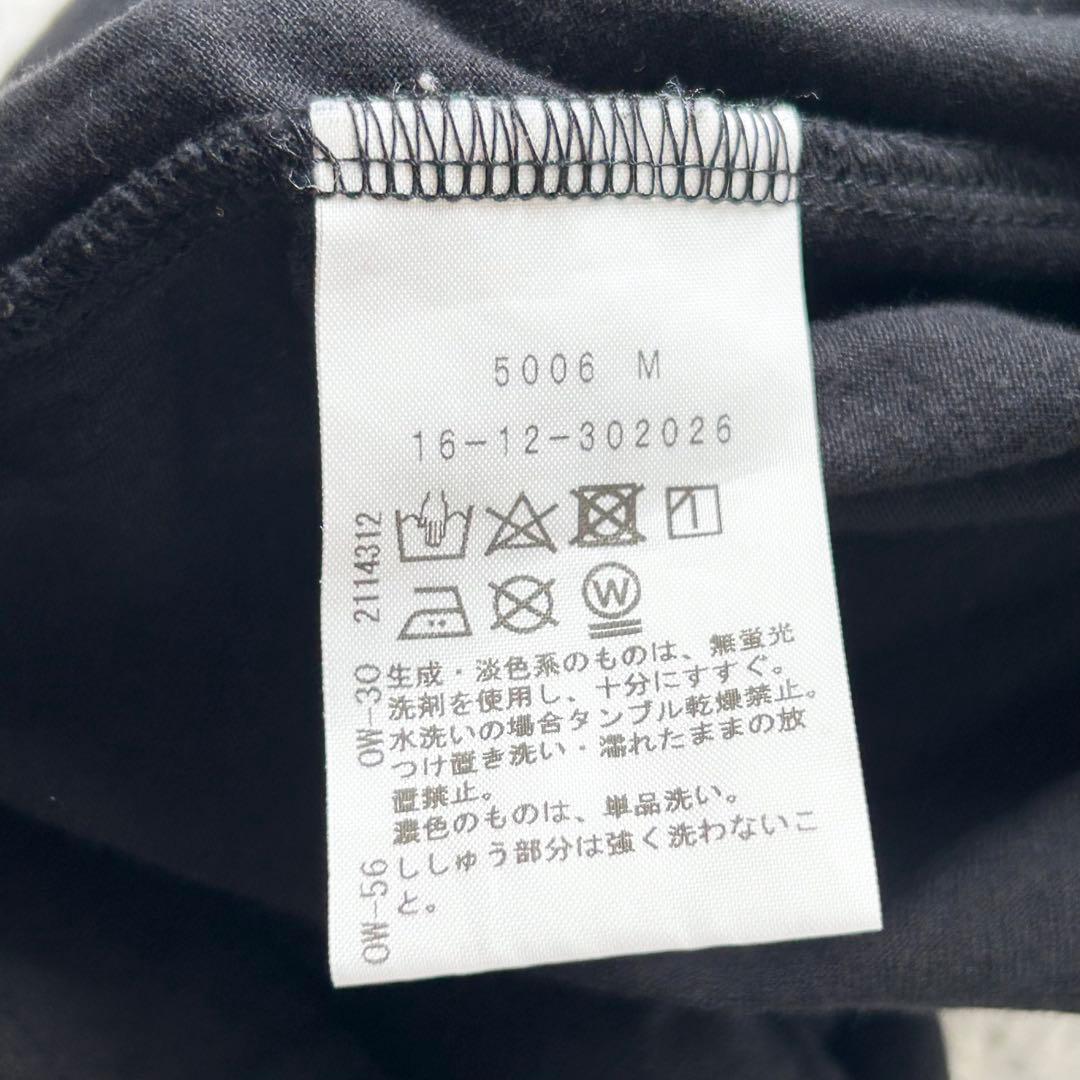 5006 M
16-12-302026
W
生成・淡色系のものは、無蛍光
洗剤を使用し、十分にすすぐ。
水洗いの場合タンブル乾燥禁止。
つけ置き洗い・濡れたままの放
置禁止。
濃色のものは、単品洗い。
ししゅう部分は強く洗わないこ
と。
OW-56
OW-30
2114312